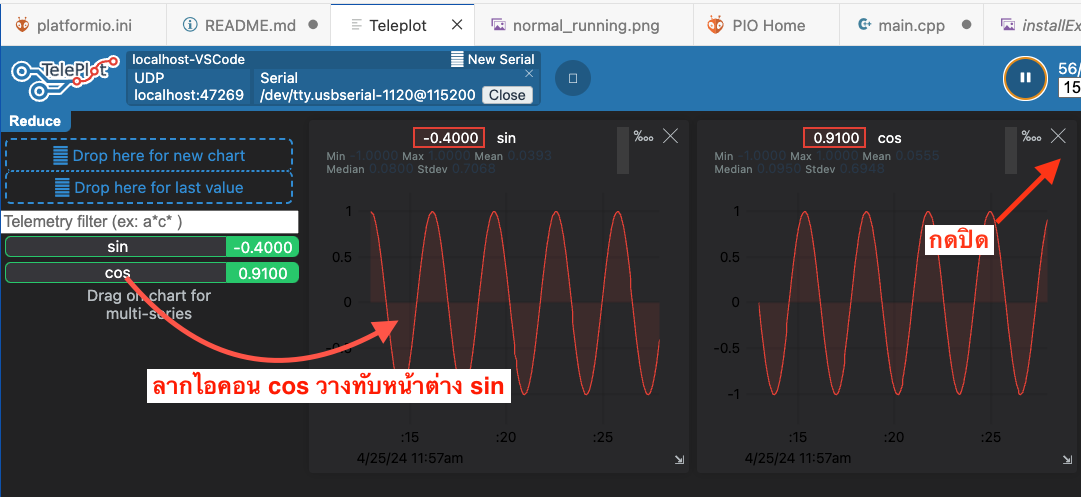 platformio.ini
README.md
Teleplot
normal_running.png
PIO Home
main.cpp
installEx
TelePlot
localhost-VSCode
New Serial
UDP
localhost:47269
Serial
/dev/tty.usbserial-1120@115200
Close
56/
15
Reduce
Drop here for new chart
Drop here for last value
Telemetry filter (ex: a*c* )
sin -0.4000
cos 0.9100
Drag on chart for
multi-series
-0.4000 sin
‰o
Min -1.0000 Max 1.0000 Mean 0.0393
Median 0.0800 Stdev 0.7068
1
0.5
0
-0.5
:15 :20 :25
4/25/24 11:57am
ลากไอคอน cos วางทับหน้าต่าง sin
0.9100 cos
‰o
Min -1.0000 Max 1.0000 Mean 0.0555
Median 0.0950 Stdev 0.6948
กดปิด
1
0.5
0
-0.5
-1
:15 :20 :25
4/25/24 11:57am